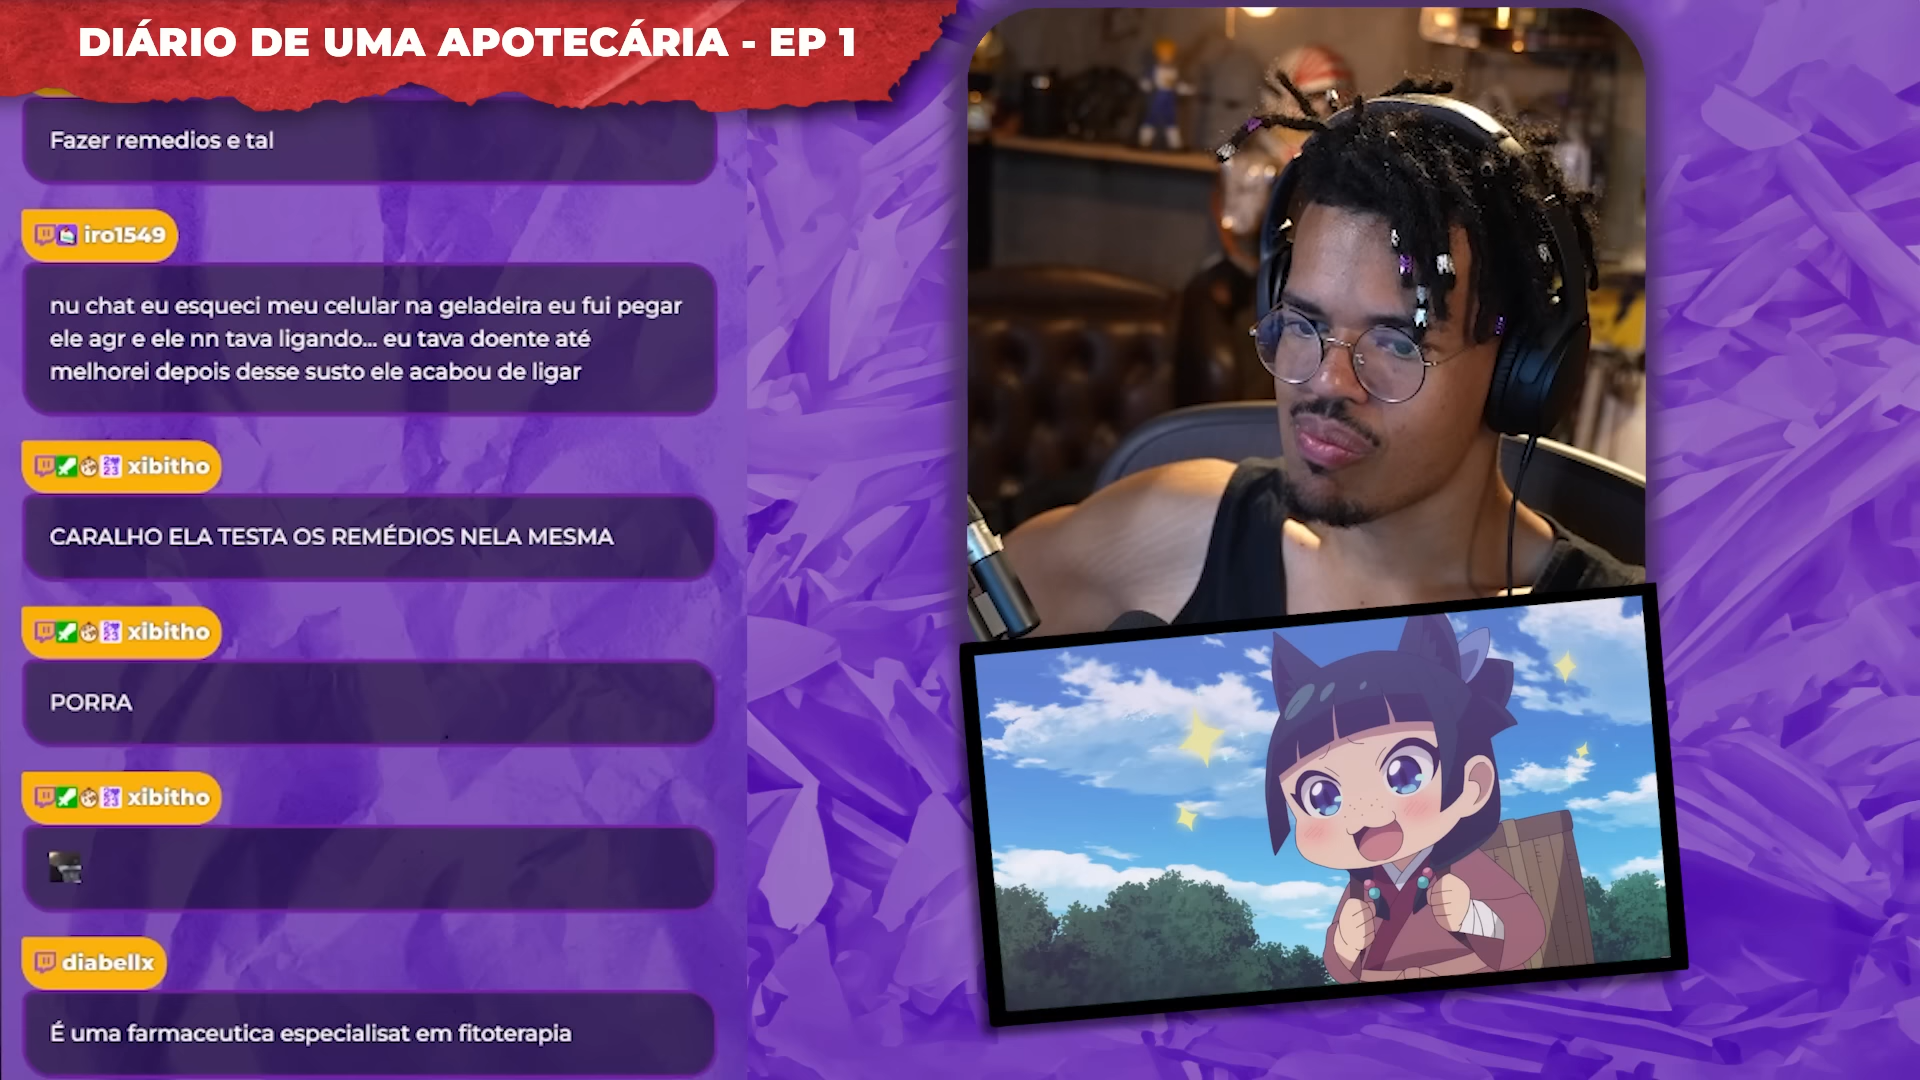 DIÁRIO DE UMA APOTECÁRIA - EP 1
Fazer remedios e tal
iro1549
nu chat eu esqueci meu celular na geladeira eu fui pegar
ele agr e ele nn tava ligando... eu tava doente até
melhorei depois desse susto ele acabou de ligar
xibitho
CARALHO ELA TESTA OS REMÉDIOS NELA MESMA
xibitho
PORRA
xibitho
diabellx
É uma farmaceutica especialisat em fitoterapia